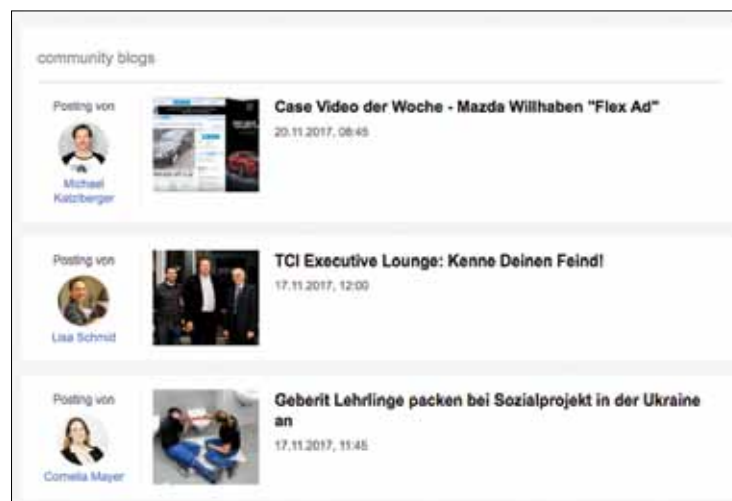 community blogs
Posting von
Michael
Katzlberger
Case Video der Woche - Mazda Willhaben "Flex Ad"
20.11.2017, 08:45
Posting von
Lisa Schmid
TCI Executive Lounge: Kenne Deinen Feind!
17.11.2017, 12:00
Posting von
Cornelia Mayer
Geberit Lehrlinge packen bei Sozialprojekt in der Ukraine
an
17.11.2017, 11:45